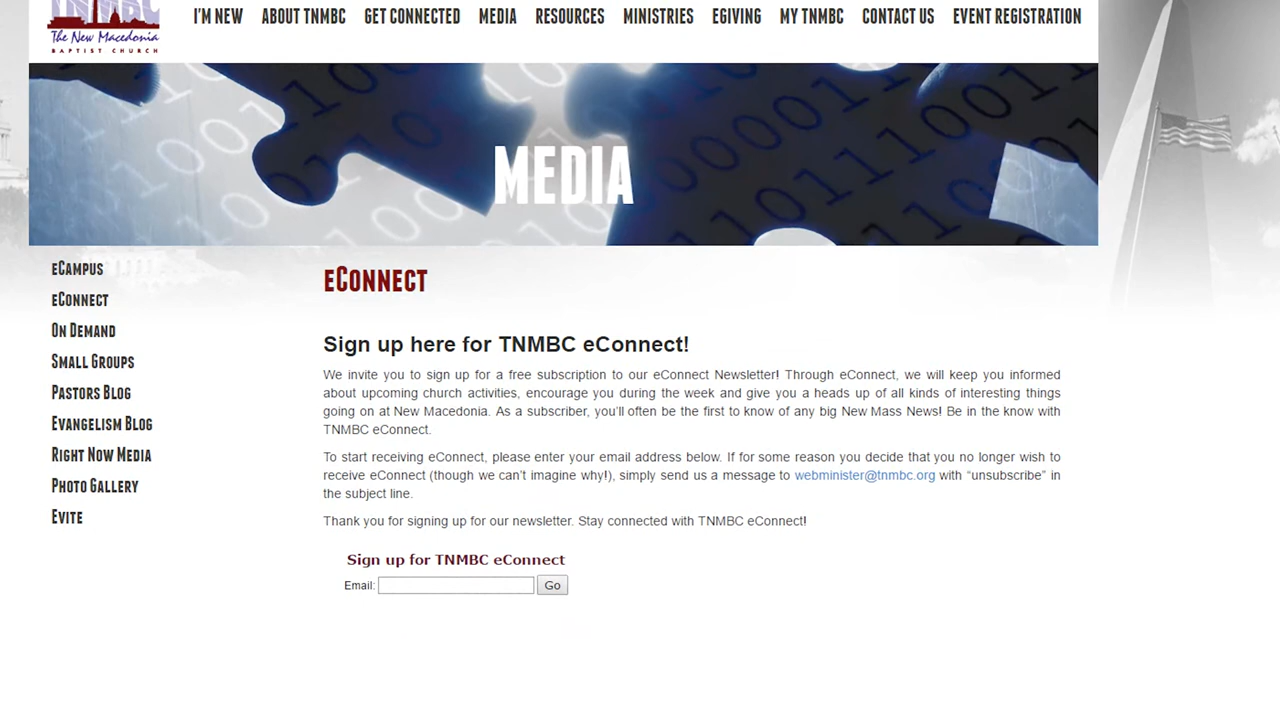 TNMBC
The New Macedonia
BAPTIST CHURCH
I'M NEW ABOUT TNMBC GET CONNECTED MEDIA RESOURCES MINISTRIES EGIVING MY TNMBC CONTACT US EVENT REGISTRATION
MEDIA
eCampus
eConnect
On Demand
Small Groups
Pastors Blog
Evangelism Blog
Right Now Media
Photo Gallery
Evite
eConnect
Sign up here for TNMBC eConnect!
We invite you to sign up for a free subscription to our eConnect Newsletter! Through eConnect, we will keep you informed
about upcoming church activities, encourage you during the week and give you a heads up of all kinds of interesting things
going on at New Macedonia. As a subscriber, you'll often be the first to know of any big New Mass News! Be in the know with
TNMBC eConnect.
To start receiving eConnect, please enter your email address below. If for some reason you decide that you no longer wish to
receive eConnect (though we can't imagine why!), simply send us a message to webminister@tnmbc.org with “unsubscribe” in
the subject line.
Thank you for signing up for our newsletter. Stay connected with TNMBC eConnect!
Sign up for TNMBC eConnect
Email: Go